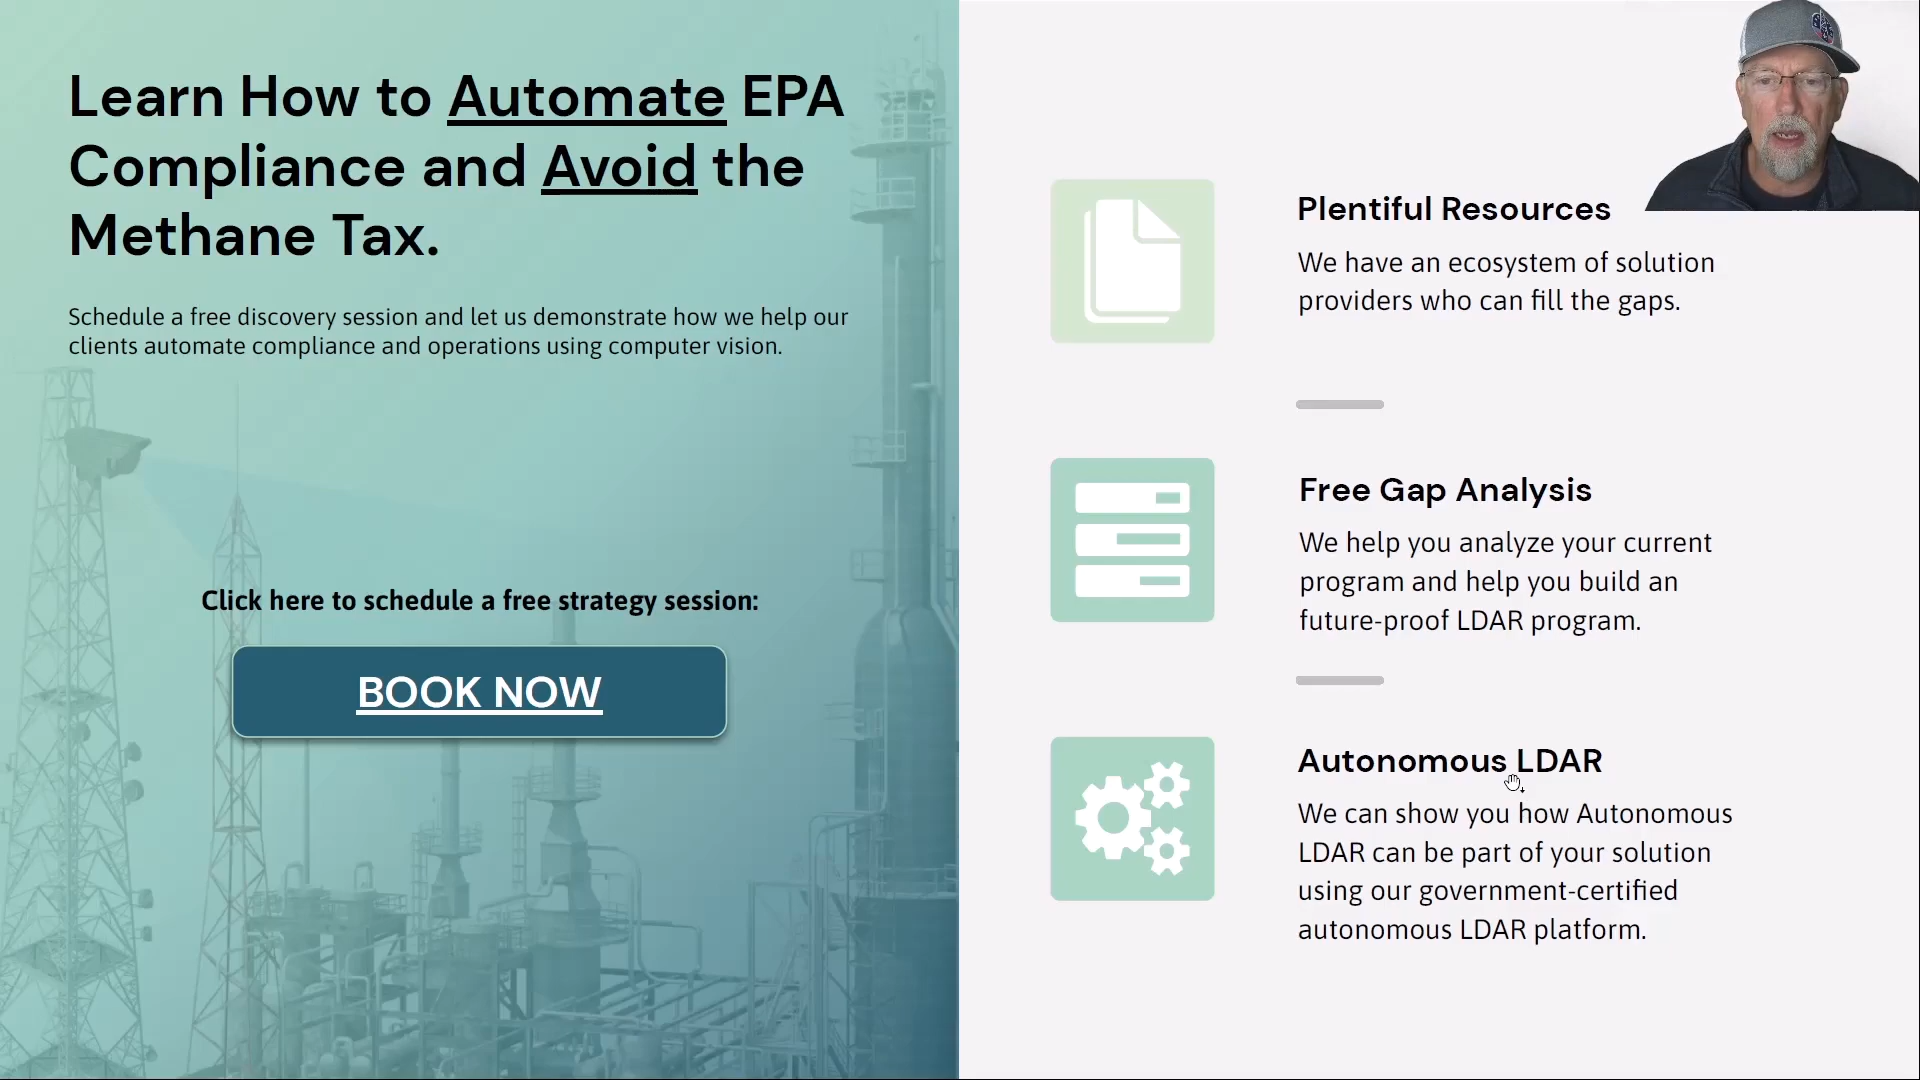 Learn How to Automate EPA
Compliance and Avoid the
Methane Tax.
Schedule a free discovery session and let us demonstrate how we help our
clients automate compliance and operations using computer vision.
Click here to schedule a free strategy session:
BOOK NOW
Plentiful Resources
We have an ecosystem of solution
providers who can fill the gaps.
Free Gap Analysis
We help you analyze your current
program and help you build an
future-proof LDAR program.
Autonomous LDAR
We can show you how Autonomous
LDAR can be part of your solution
using our government-certified
autonomous LDAR platform.